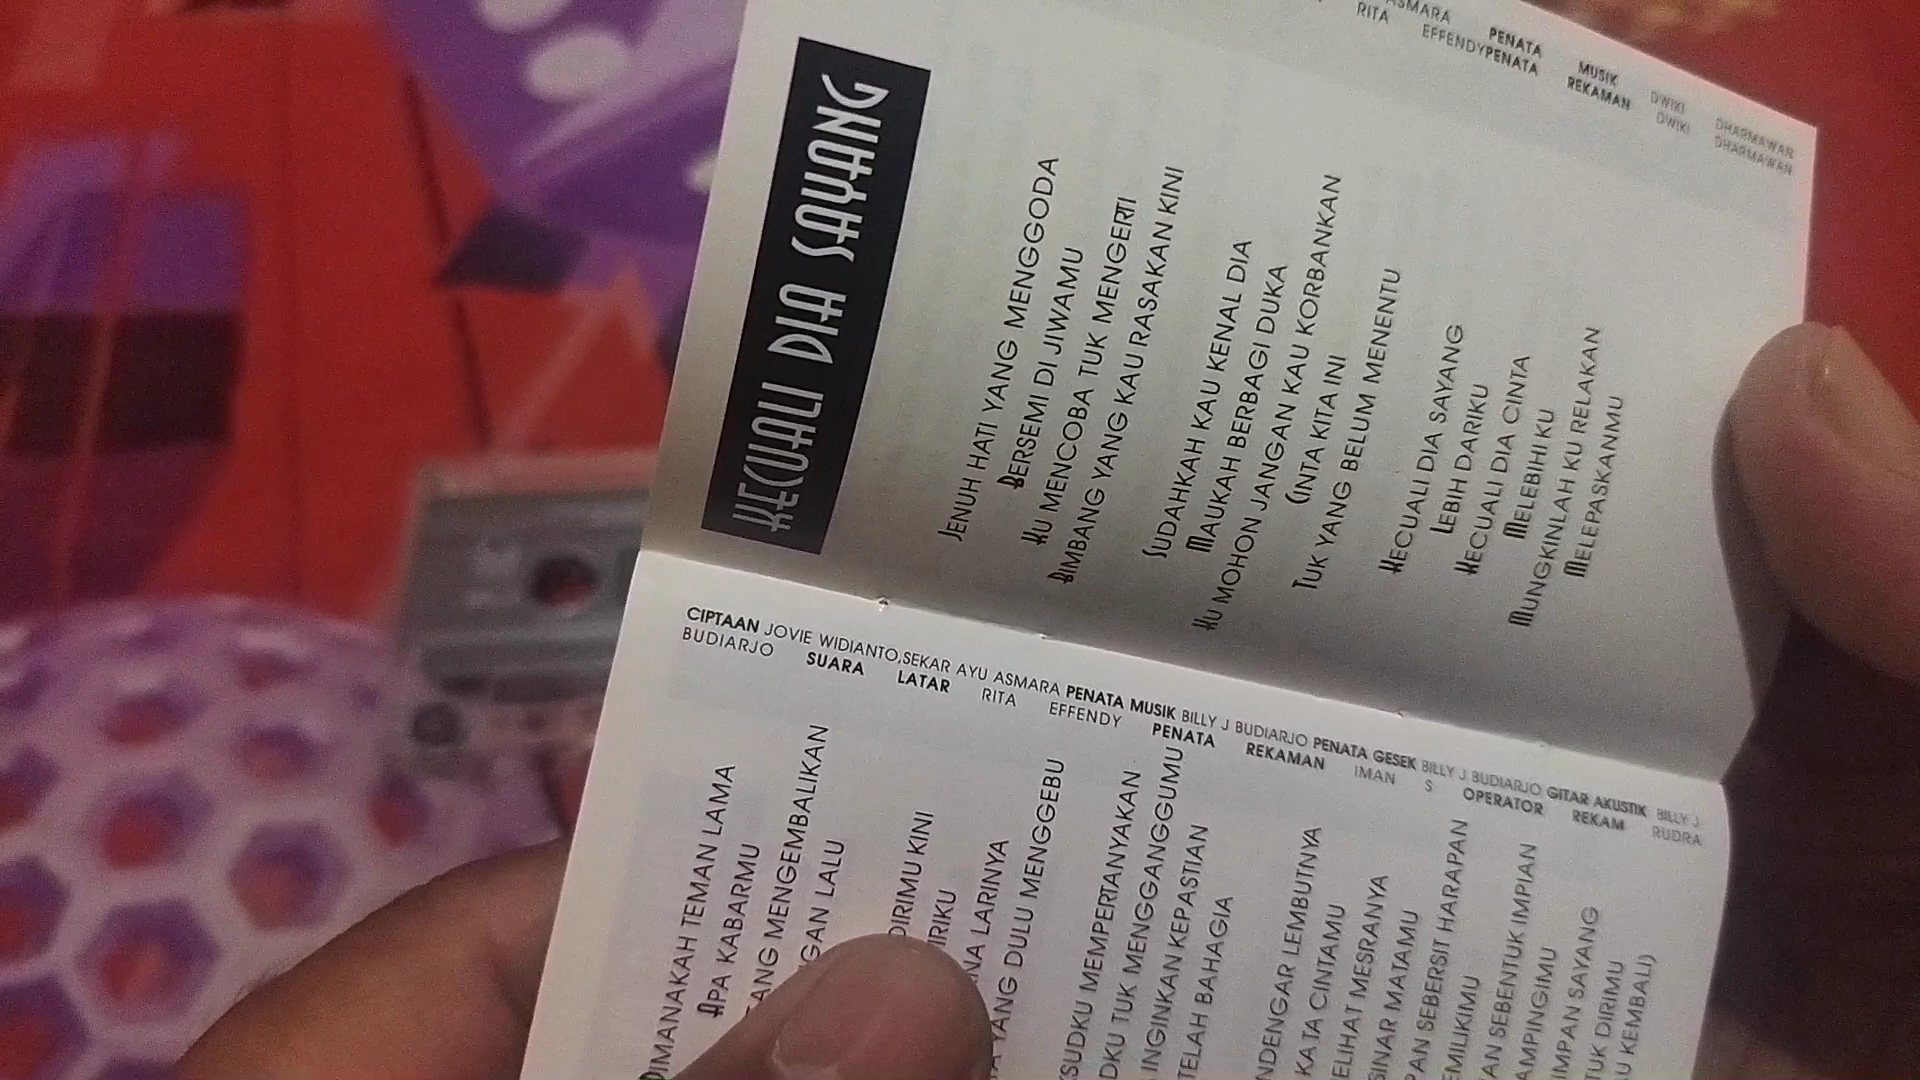 KECUALI DIA SAYANG
JENUH HATI YANG MENGGODA
BERSEMI DI JIWAMU
KU MENCOBA TUK MENGERTI
BIMBANG YANG KAU RASAKAN KINI
SUDAHKAH KAU KENAL DIA
MAUKAH BERBAGI DUKA
KU MOHON JANGAN KAU KORBANKAN
CINTA KITA INI
TUK YANG BELUM MENENTU
KECUALI DIA SAYANG
LEBIH DARIKU
KECUALI DIA CINTA
MELEBIHIKU
MUNGKINLAH KU RELAKAN
MELEPASKANMU
ASMARA PENATA MUSIK DWIKI DHARMAWAN
RITA EFFENDYPENATA REKAMAN DWIKI DHARMAWAN
CIPTAAN JOVIE WIDIANTO,SEKAR AYU ASMARA PENATA MUSIK BILLY J BUDIARJO PENATA GESEK BILLY J BUDIARJO GITAR AKUSTIK BILLY J
BUDIARJO SUARA LATAR RITA EFFENDY PENATA REKAMAN IMAN S OPERATOR REKAM RUDRA
DIMANAKAH TEMAN LAMA
APA KABARMU
MENGEMBALIKAN
LALU
DIRIMU KINI
LARINYA
YANG DULU MENGGEBU
MEMPERTANYAKAN
TUK MENGGANGGUMU
INGINKAN KEPASTIAN
TELAH BAHAGIA
LEMBUTNYA
KATA CINTAMU
MESRANYA
SINAR MATAMU
SEBERSIT HARAPAN
SEBENTUK IMPIAN
SAYANG
DIRIMU
KEMBALI)